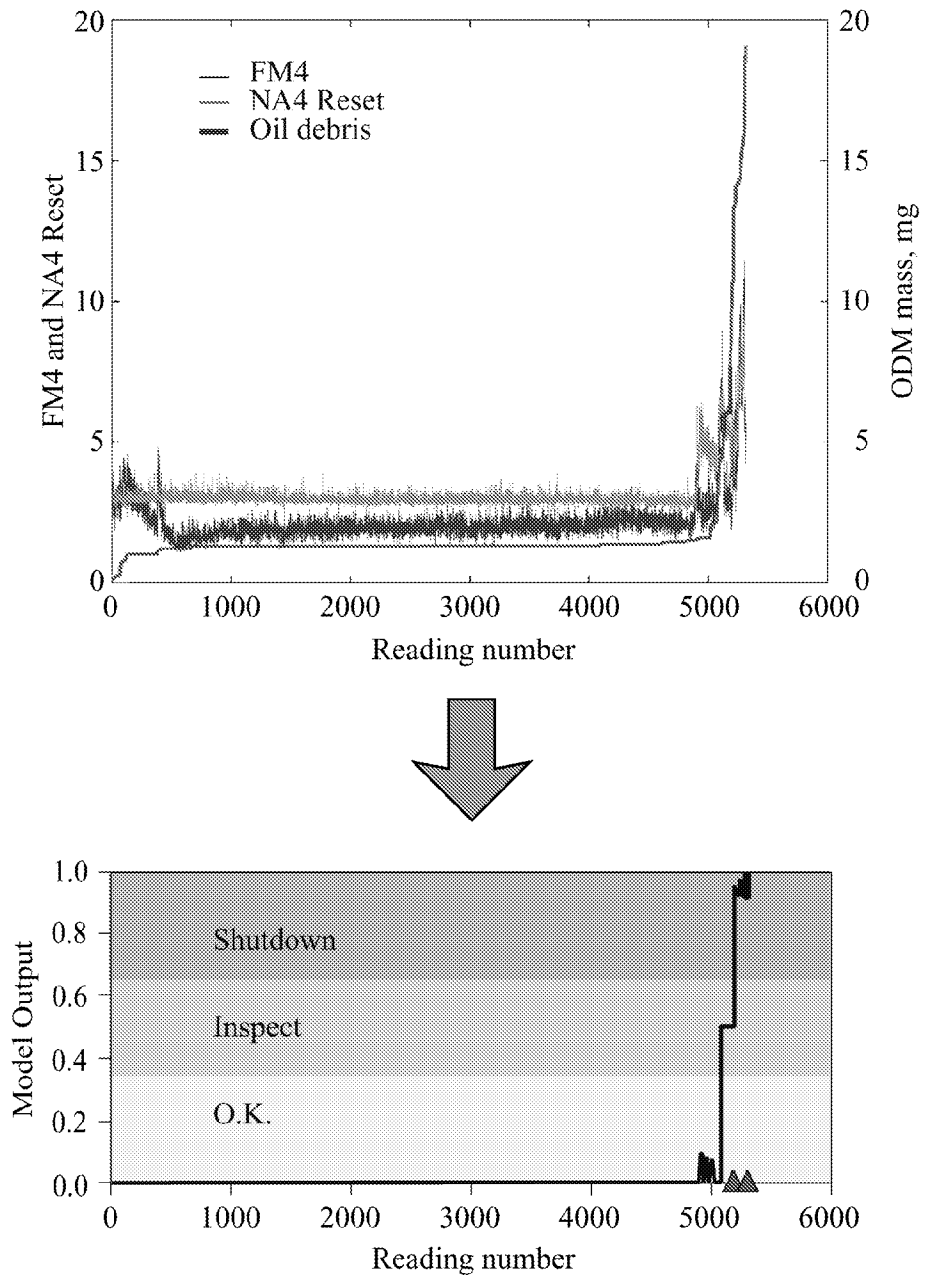 20
15
10
5
0
FM4 and NA4 Reset
FM4
NA4 Reset
Oil debris
20
15
10
5
0
ODM mass, mg
0 1000 2000 3000 4000 5000 6000
Reading number
1.0
0.8
0.6
0.4
0.2
0.0
Model Output
Shutdown
Inspect
O.K.
0 1000 2000 3000 4000 5000 6000
Reading number